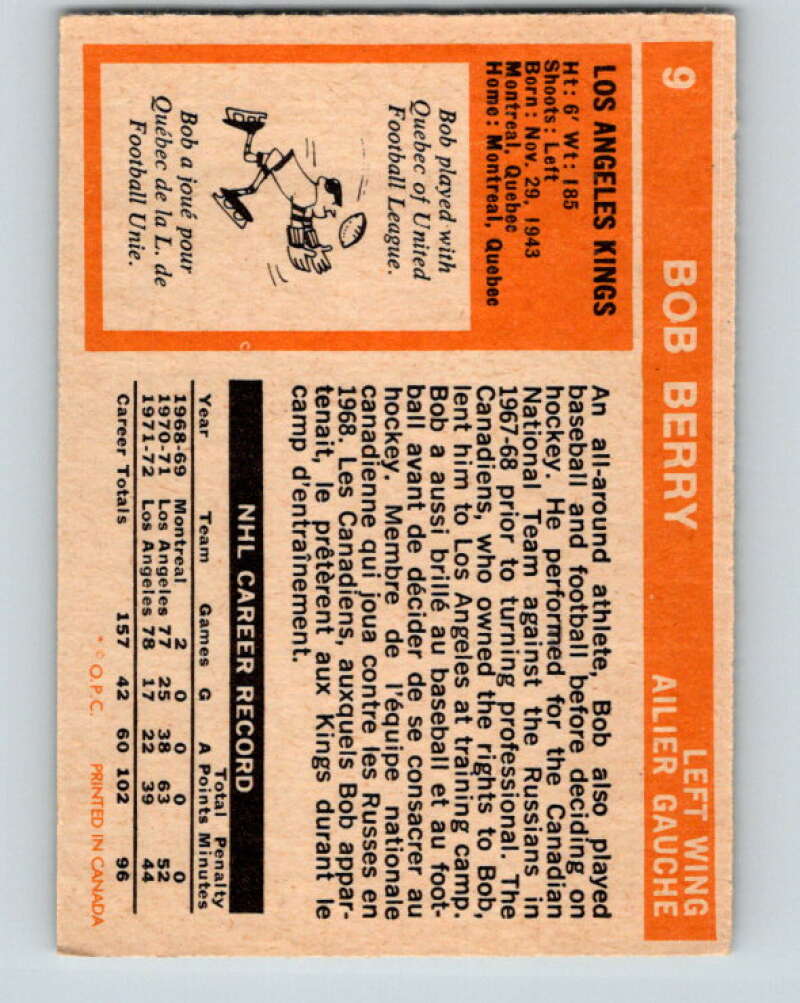 9 BOB BERRY
LEFT WING
AILIER GAUCHE
LOS ANGELES KINGS
Ht: 6' Wt: 185
Shoots: Left
Born: Nov. 29, 1943
Montreal, Quebec
Home: Montreal, Quebec
Bob played with
Quebec of United
Football League.
Bob a joué pour
Québec de la L. de
Football Unie.
An all-around athlete, Bob also played
baseball and football before deciding on
hockey. He performed for the Canadian
National Team against the Russians in
1967-68 prior to turning professional. The
Canadiens, who owned the rights to Bob,
lent him to Los Angeles at training camp.
Bob a aussi brillé au baseball et au foot-
ball avant de décider de se consacrer au
hockey. Membre de l'équipe nationale
canadienne qui joua contre les Russes en
1968. Les Canadiens, auxquels Bob appar-
tenait, le prêtèrent aux Kings durant le
camp d'entraînement.
NHL CAREER RECORD
Total Penalty
Year Team Games G A Points Minutes
1968-69 Montreal 2 0 0 0 0
1970-71 Los Angeles 77 25 38 63 52
1971-72 Los Angeles 78 17 22 39 44
Career Totals 157 42 60 102 96
* © O.P.C. PRINTED IN CANADA